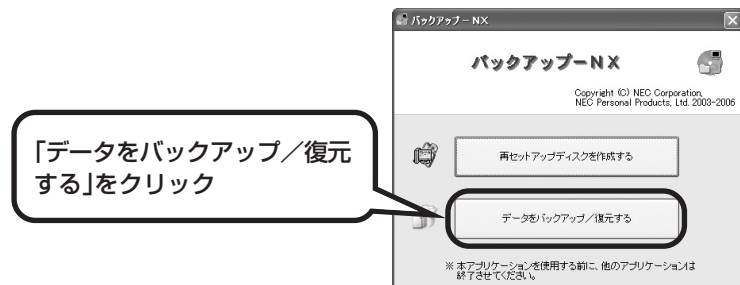 バックアップ-NX
バックアップーNX
Copyright (C) NEC Corporation,
NEC Personal Products, Ltd. 2003-2006
「データをバックアップ／復元
する」をクリック
再セットアップディスクを作成する
データをバックアップ／復元する
※ 本アプリケーションを使用する前に、他のアプリケーションは
終了させてください。